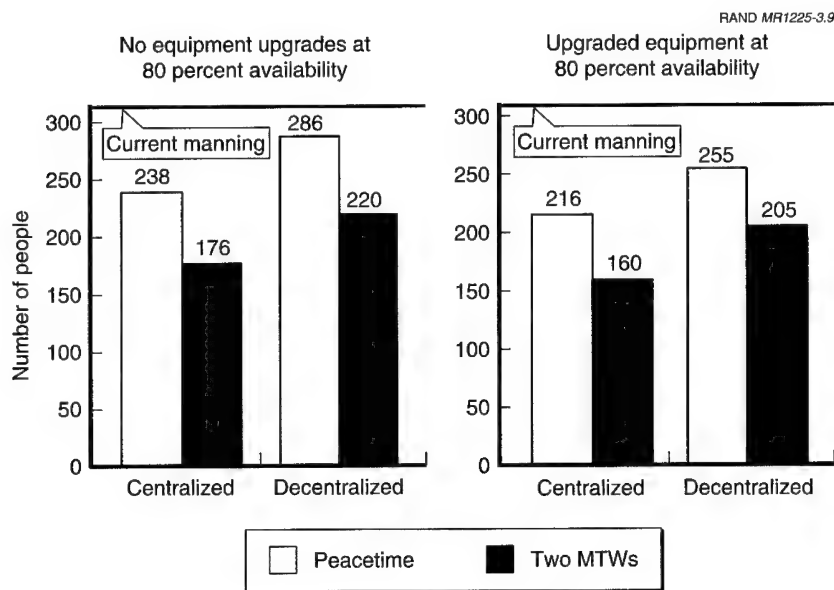 RAND MR1225-3.9
No equipment upgrades at
80 percent availability
Number of people
300
250
200
150
100
50
0
Current manning
238
176
286
220
Centralized
Decentralized
Upgraded equipment at
80 percent availability
300
250
200
150
100
50
0
Current manning
216
160
255
205
Centralized
Decentralized
Peacetime
Two MTWs